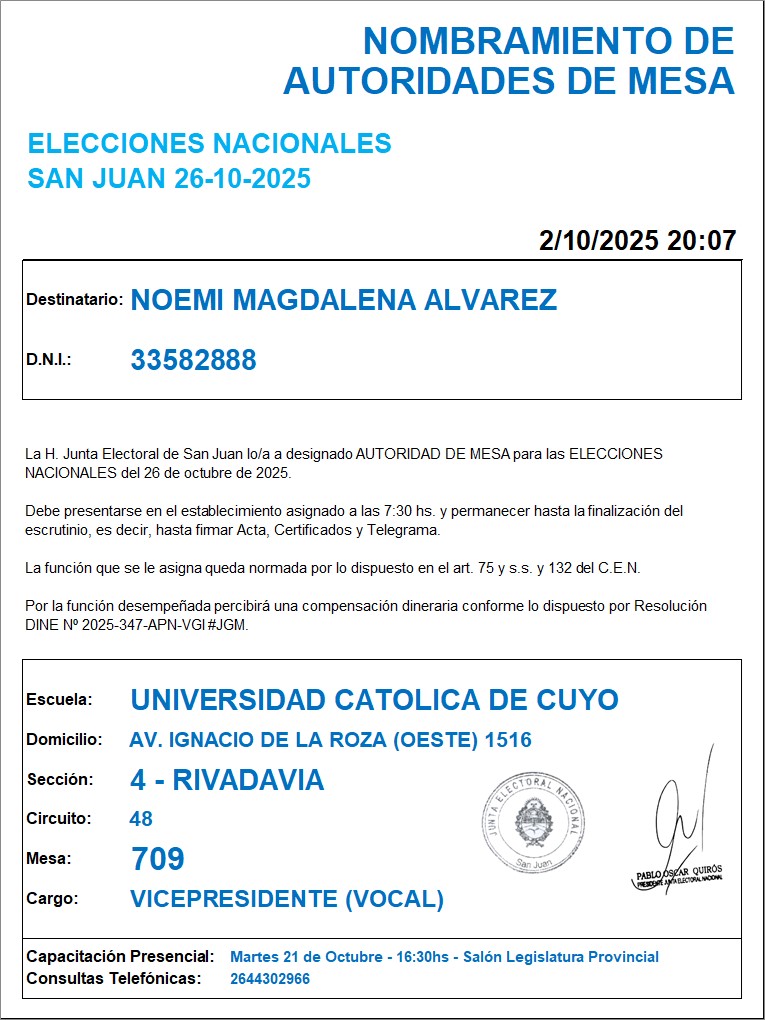 NOMBRAMIENTO DE
AUTORIDADES DE MESA
ELECCIONES NACIONALES
SAN JUAN 26-10-2025
2/10/2025 20:07
Destinatario: NOEMI MAGDALENA ALVAREZ
D.N.I.: 33582888
La H. Junta Electoral de San Juan lo/a a designado AUTORIDAD DE MESA para las ELECCIONES
NACIONALES del 26 de octubre de 2025.
Debe presentarse en el establecimiento asignado a las 7:30 hs. y permanecer hasta la finalización del
escrutinio, es decir, hasta firmar Acta, Certificados y Telegrama.
La función que se le asigna queda normada por lo dispuesto en el art. 75 y s.s. y 132 del C.E.N.
Por la función desempeñada percibirá una compensación dineraria conforme lo dispuesto por Resolución
DINE Nº 2025-347-APN-VGI #JGM.
Escuela: UNIVERSIDAD CATOLICA DE CUYO
Domicilio: AV. IGNACIO DE LA ROZA (OESTE) 1516
Sección: 4 - RIVADAVIA
Circuito: 48
Mesa: 709
Cargo: VICEPRESIDENTE (VOCAL)
JUNTA ELECTORAL NACIONAL
San Juan
PABLO OSCAR QUIRÓS
PRESIDENTE JUNTA ELECTORAL NACIONAL
Capacitación Presencial: Martes 21 de Octubre - 16:30hs - Salón Legislatura Provincial
Consultas Telefónicas: 2644302966